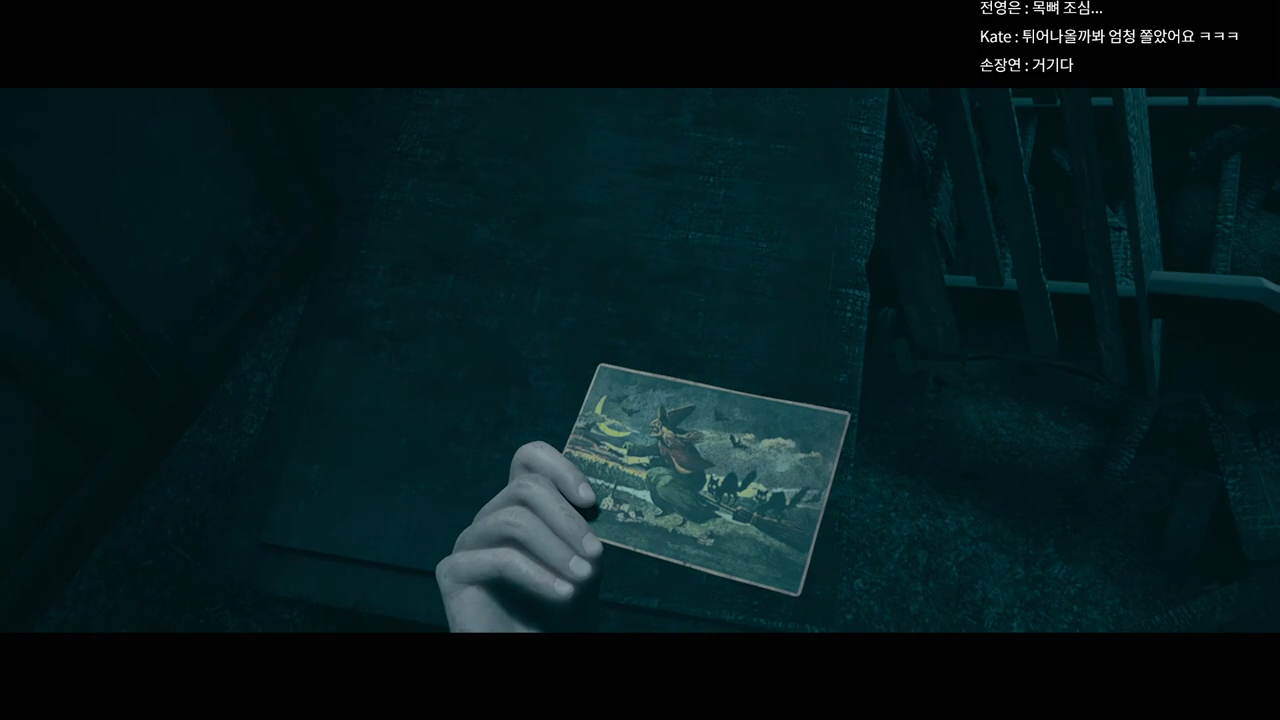 전영은 : 목뼈 조심...
Kate : 튀어나올까봐 엄청 쫄았어요 ㅋㅋㅋ
손장연 : 거기다